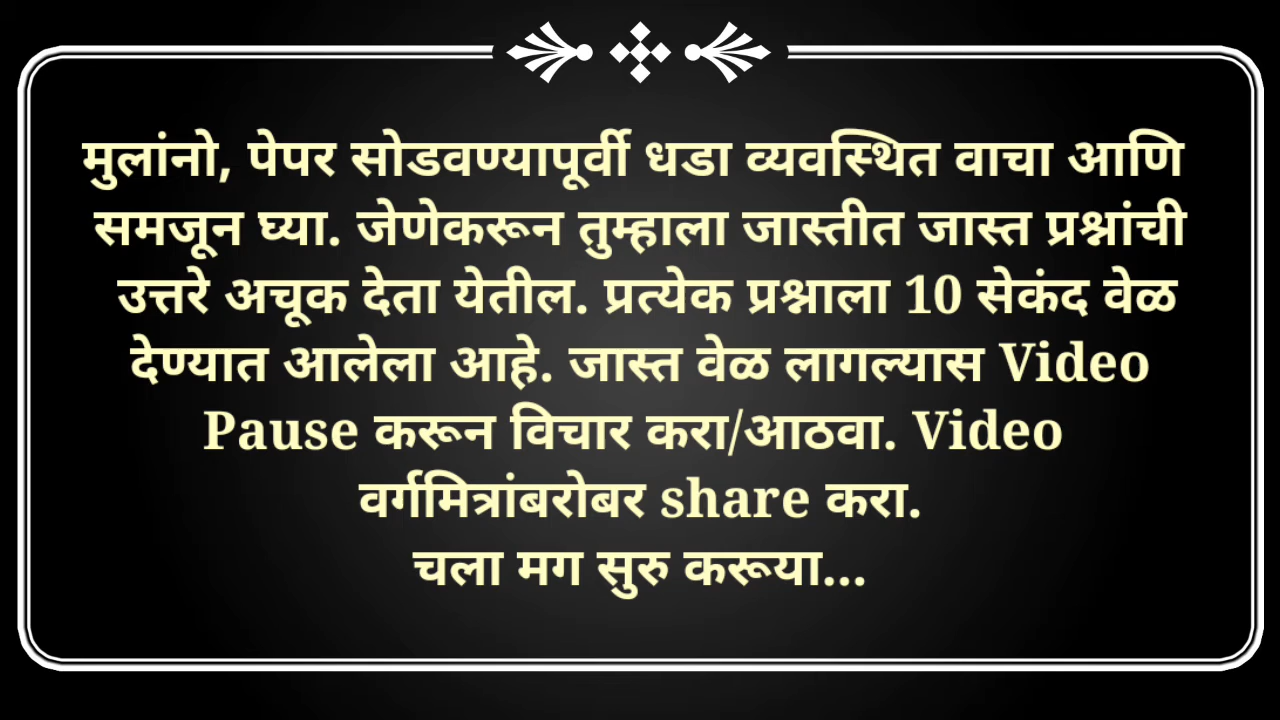 मुलांनो, पेपर सोडवण्यापूर्वी धडा व्यवस्थित वाचा आणि
समजून घ्या. जेणेकरून तुम्हाला जास्तीत जास्त प्रश्नांची
उत्तरे अचूक देता येतील. प्रत्येक प्रश्नाला 10 सेकंद वेळ
देण्यात आलेला आहे. जास्त वेळ लागल्यास Video
Pause करून विचार करा/आठवा. Video
वर्गमित्रांबरोबर share करा.
चला मग सुरु करूया...